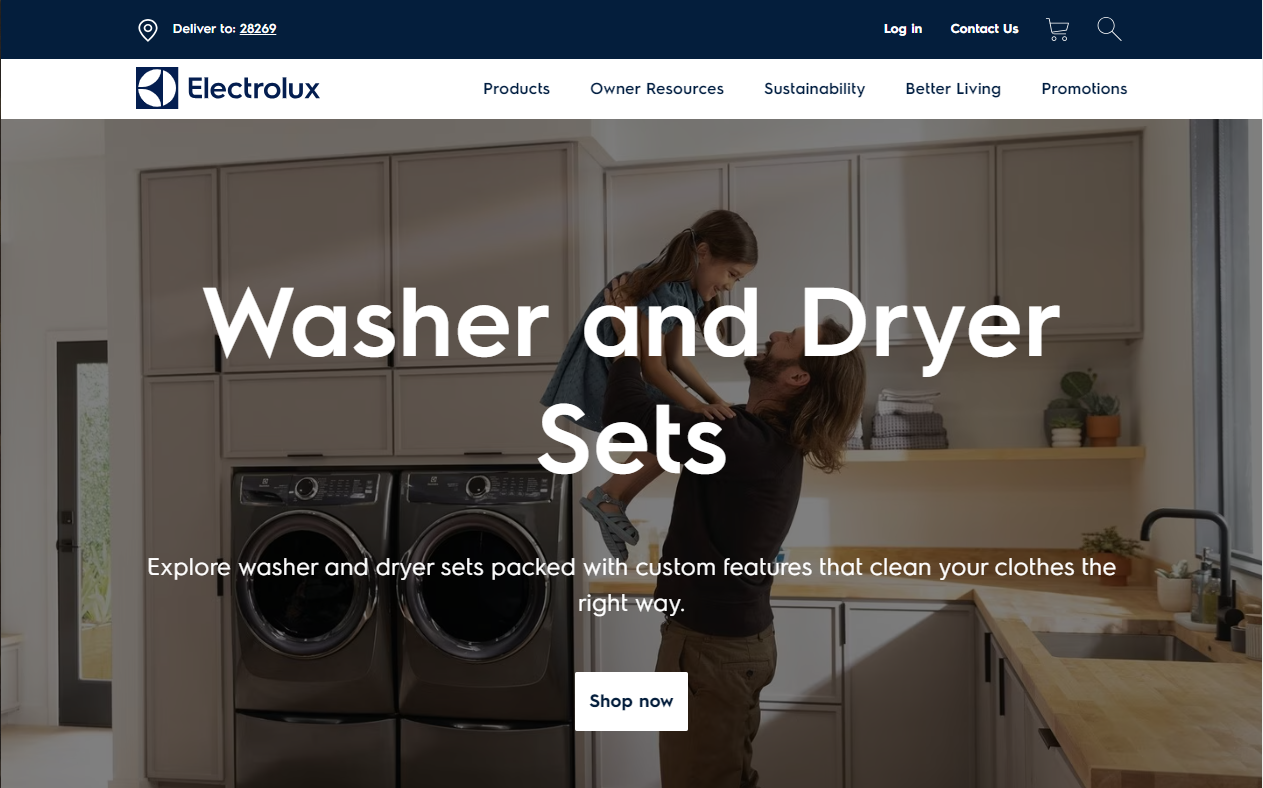 Deliver to: 28269
Log In
Contact Us
Electrolux
Products
Owner Resources
Sustainability
Better Living
Promotions
Washer and Dryer
Sets
Explore washer and dryer sets packed with custom features that clean your clothes the
right way.
Shop now